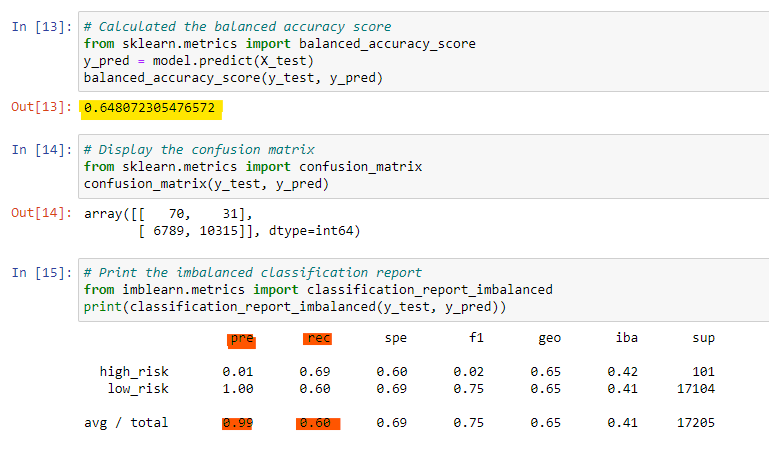 In [13]: # Calculated the balanced accuracy score
from sklearn.metrics import balanced_accuracy_score
y_pred = model.predict(X_test)
balanced_accuracy_score(y_test, y_pred)
Out[13]: 0.648072305476572
In [14]: # Display the confusion matrix
from sklearn.metrics import confusion_matrix
confusion_matrix(y_test, y_pred)
Out[14]: array([[   70,    31],
       [ 6789, 10315]], dtype=int64)
In [15]: # Print the imbalanced classification report
from imblearn.metrics import classification_report_imbalanced
print(classification_report_imbalanced(y_test, y_pred))
pre rec spe f1 geo iba sup
high_risk 0.01 0.69 0.60 0.02 0.65 0.42 101
low_risk 1.00 0.60 0.69 0.75 0.65 0.41 17104
avg / total 0.99 0.60 0.69 0.75 0.65 0.41 17205